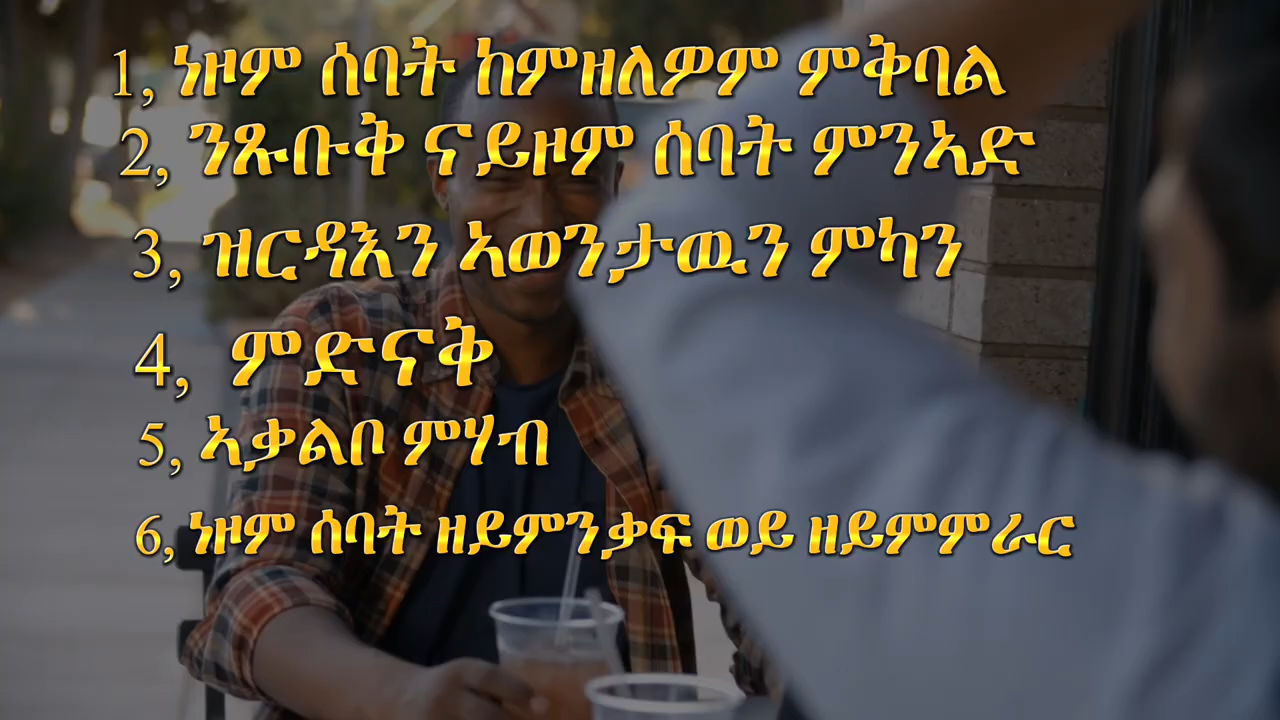 1, ነዞም ሰባት ከምዘለዎም ምቅባል
2, ንጹቡቅ ናይዞም ሰባት ምንኣድ
3, ዝርዳእን ኣወንታዉን ምካን
4, ምድናቅ
5, ኣቃልቦ ምሃብ
6, ነዞም ሰባት ዘይምንቃፍ ወይ ዘይምምራር